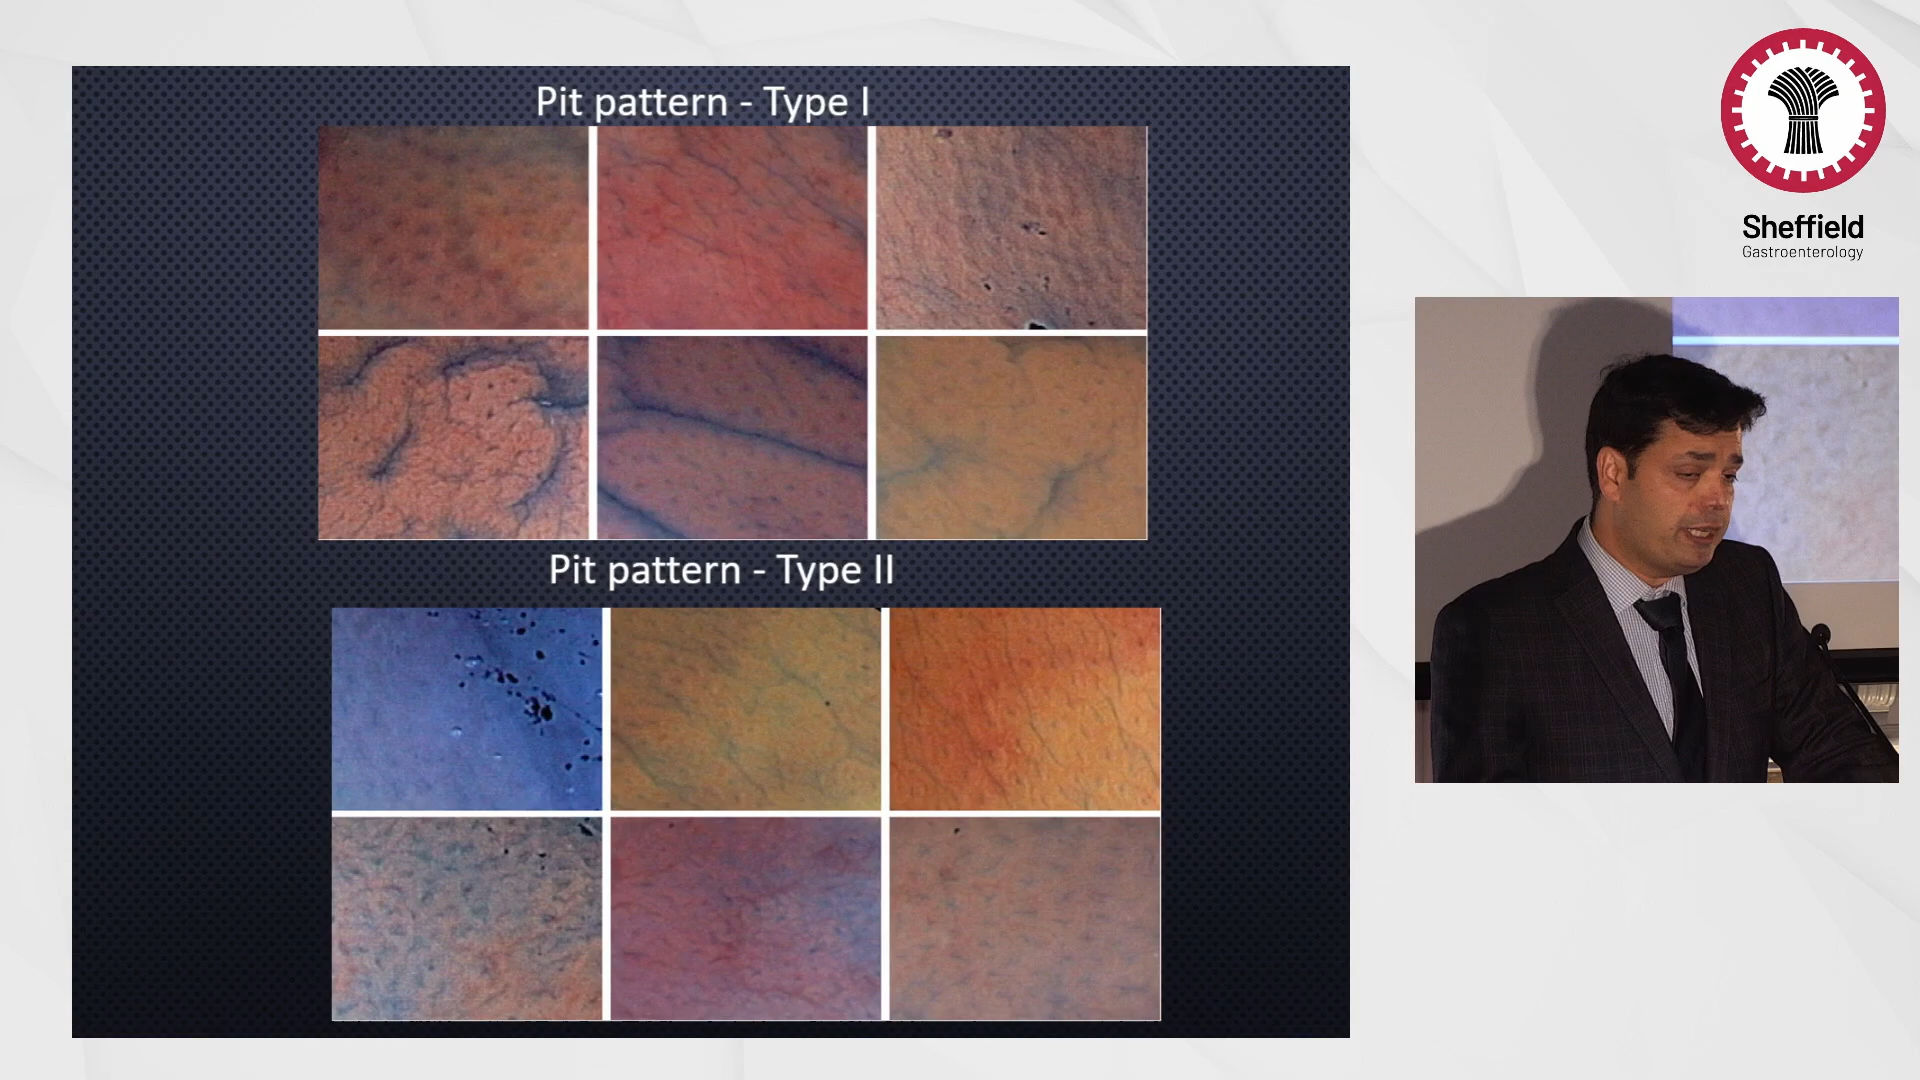 Pit pattern - Type I
Pit pattern - Type II
Sheffield
Gastroenterology